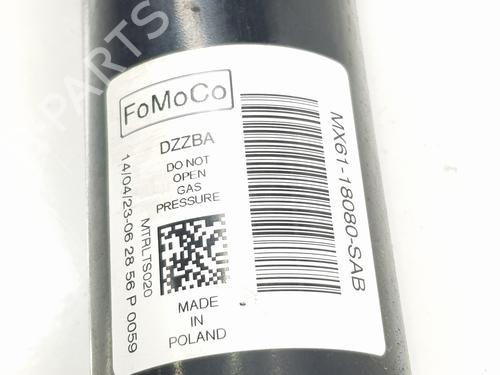 FoMoCo
DZZBA
DO NOT
OPEN
GAS
PRESSURE
MX61-18080-SAB
14/04/23-06 28 56 P 0059
MTRLTS020
MADE
IN
POLAND